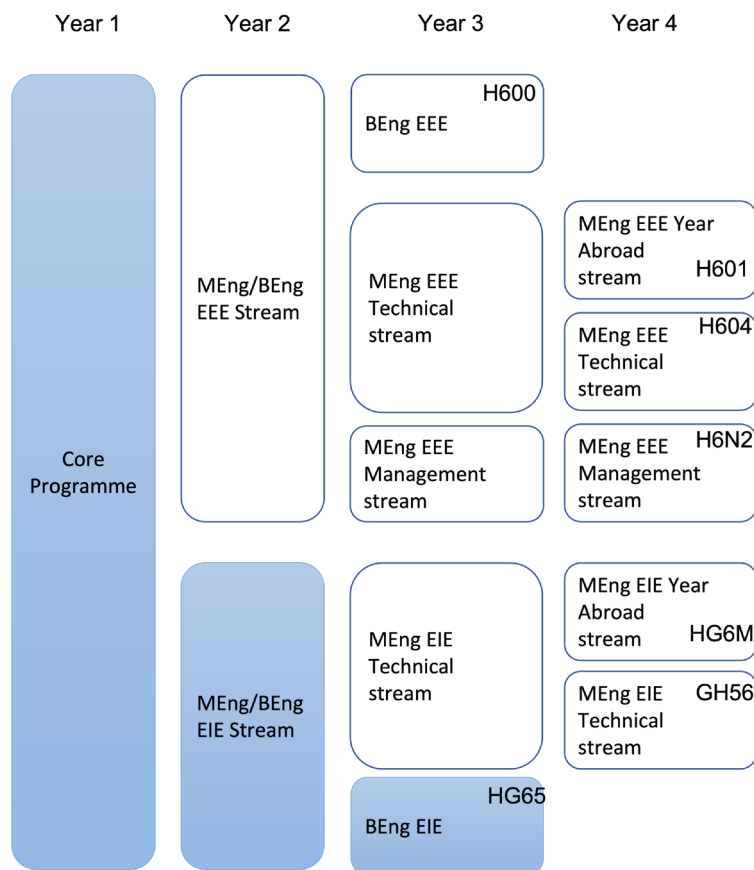 Year 1
Year 2
Year 3
Year 4
Core
Programme
MEng/BEng
EEE Stream
MEng/BEng
EIE Stream
H600
BEng EEE
MEng EEE
Technical
stream
MEng EEE
Management
stream
MEng EIE
Technical
stream
HG65
BEng EIE
MEng EEE Year
Abroad
stream
H601
H604
MEng EEE
Technical
stream
H6N2
MEng EEE
Management
stream
MEng EIE Year
Abroad
stream
HG6M
MEng EIE
GH56
Technical
stream